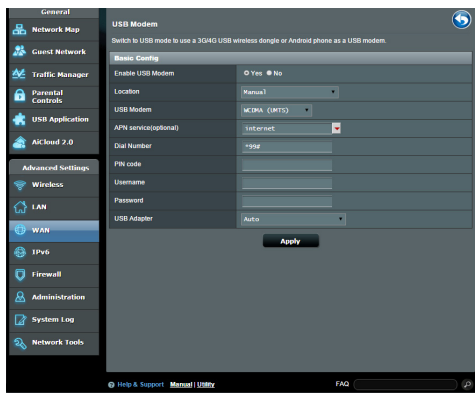 General
Network Map
Guest Network
Traffic Manager
Parental
Controls
USB Application
AiCloud 2.0
Advanced Settings
Wireless
LAN
WAN
IPv6
Firewall
Administration
System Log
Network Tools
USB Modem
Switch to USB mode to use a 3G/4G USB wireless dongle or Android phone as a USB modem.
Basic Config
Enable USB Modem Yes No
Location Manual
USB Modem WCDMA (UMTS)
APN service(optional) internet
Dial Number *99#
PIN code
Username
Password
USB Adapter Auto
Apply
Help & Support Manual | Utility FAQ